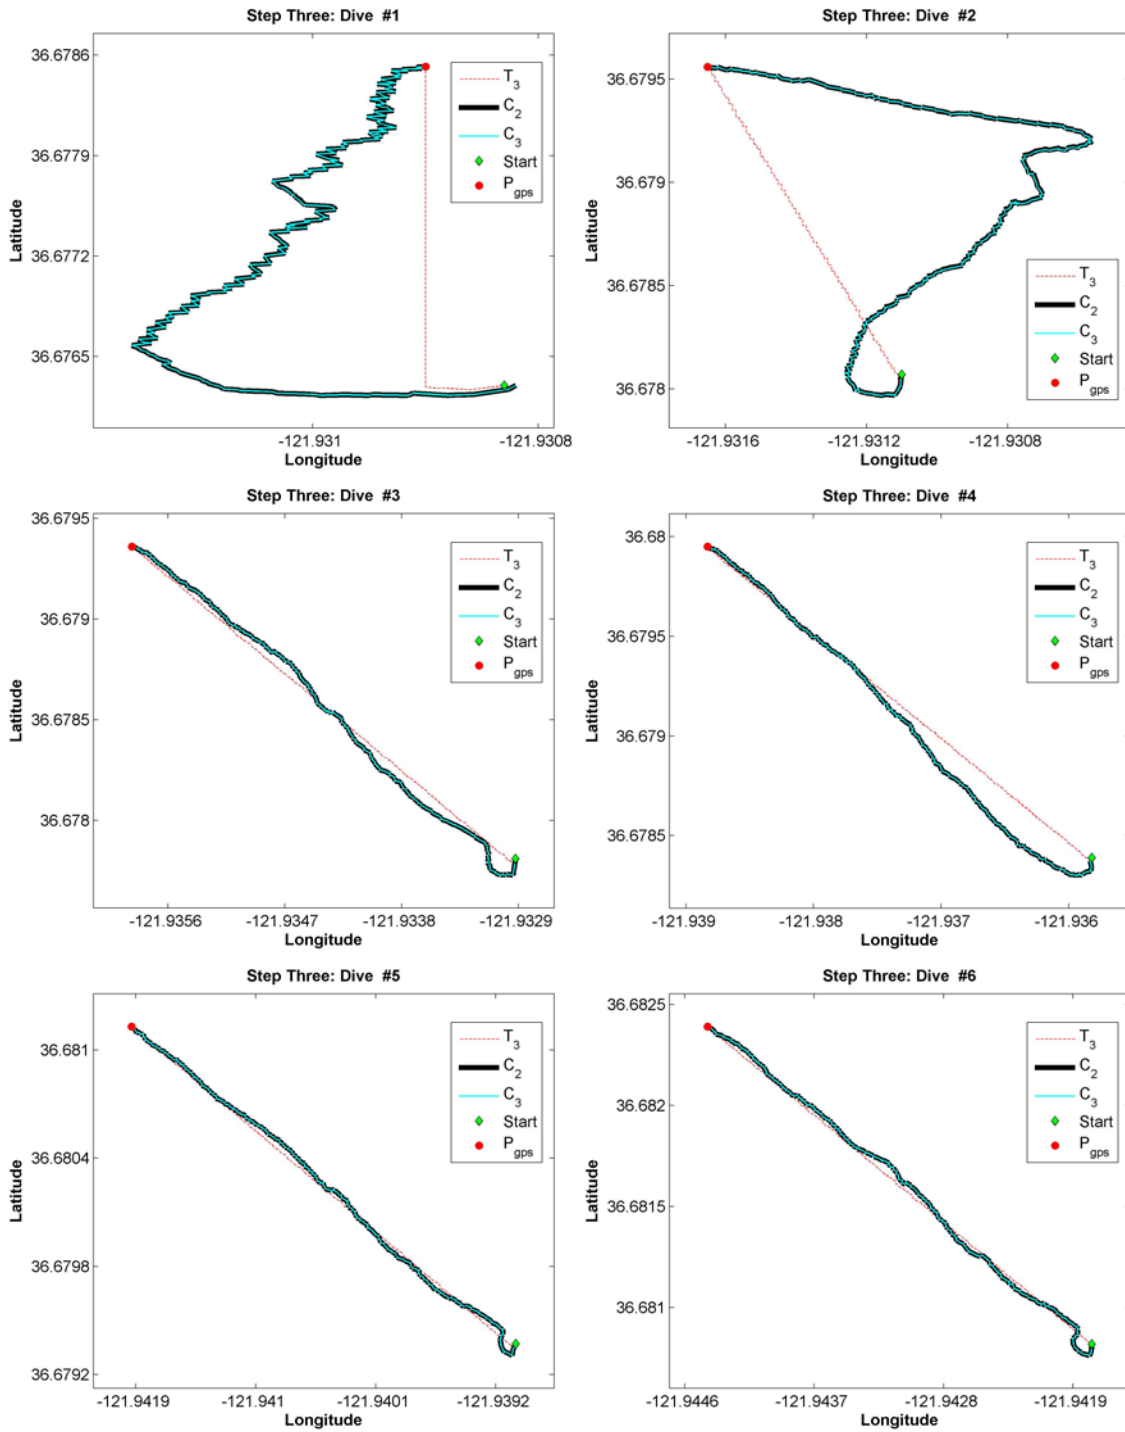 Step Three: Dive #1
Latitude
36.6786
36.6779
36.6772
36.6765
-121.931
-121.9308
Longitude
T3
C2
C3
Start
Pgps
Step Three: Dive #2
Latitude
36.6795
36.679
36.6785
36.678
-121.9316
-121.9312
-121.9308
Longitude
T3
C2
C3
Start
Pgps
Step Three: Dive #3
Latitude
36.6795
36.679
36.6785
36.678
-121.9356
-121.9347
-121.9338
-121.9329
Longitude
T3
C2
C3
Start
Pgps
Step Three: Dive #4
Latitude
36.68
36.6795
36.679
36.6785
-121.939
-121.938
-121.937
-121.936
Longitude
T3
C2
C3
Start
Pgps
Step Three: Dive #5
Latitude
36.681
36.6804
36.6798
36.6792
-121.9419
-121.941
-121.9401
-121.9392
Longitude
T3
C2
C3
Start
Pgps
Step Three: Dive #6
Latitude
36.6825
36.682
36.6815
36.681
-121.9446
-121.9437
-121.9428
-121.9419
Longitude
T3
C2
C3
Start
Pgps